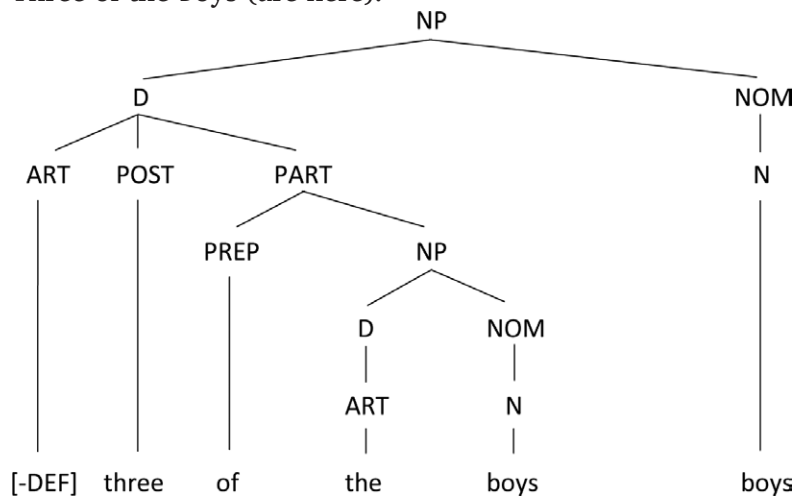 Three of the boys (are here).
NP
D NOM
ART POST PART N
PREP NP
D NOM
ART N
[-DEF] three of the boys boys